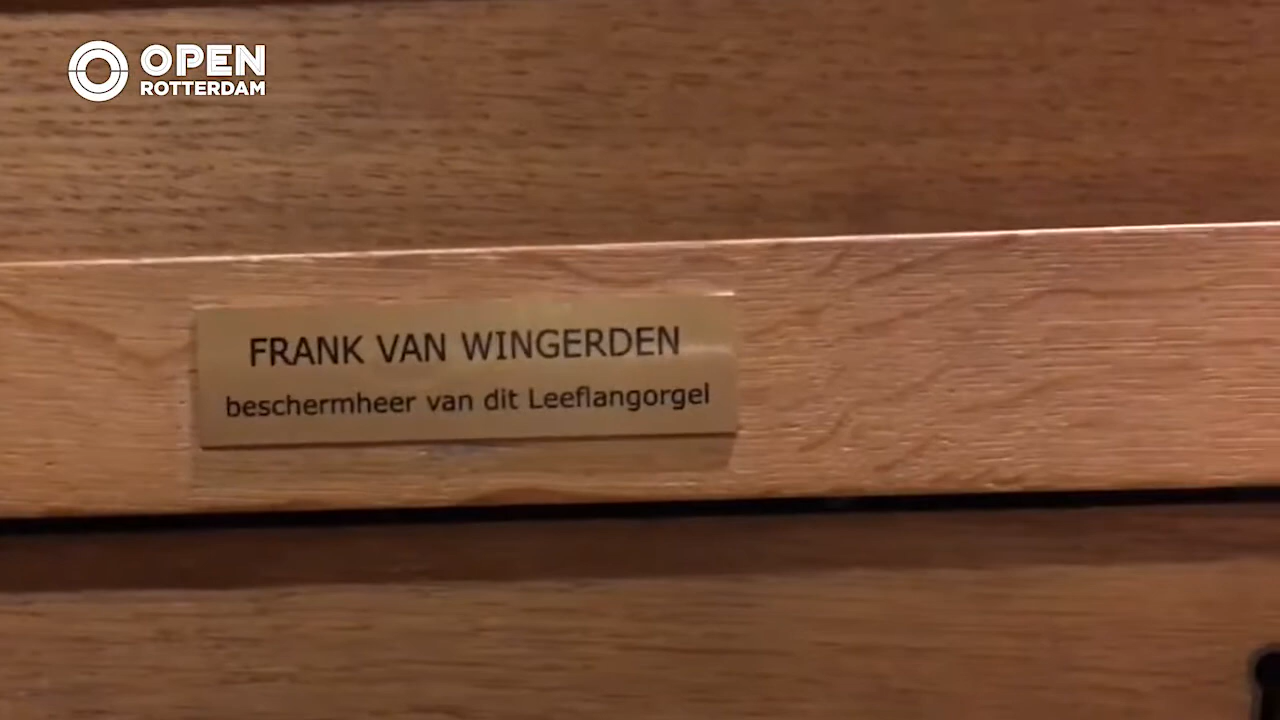 OPEN
ROTTERDAM
FRANK VAN WINGERDEN
beschermheer van dit Leeflangorgel